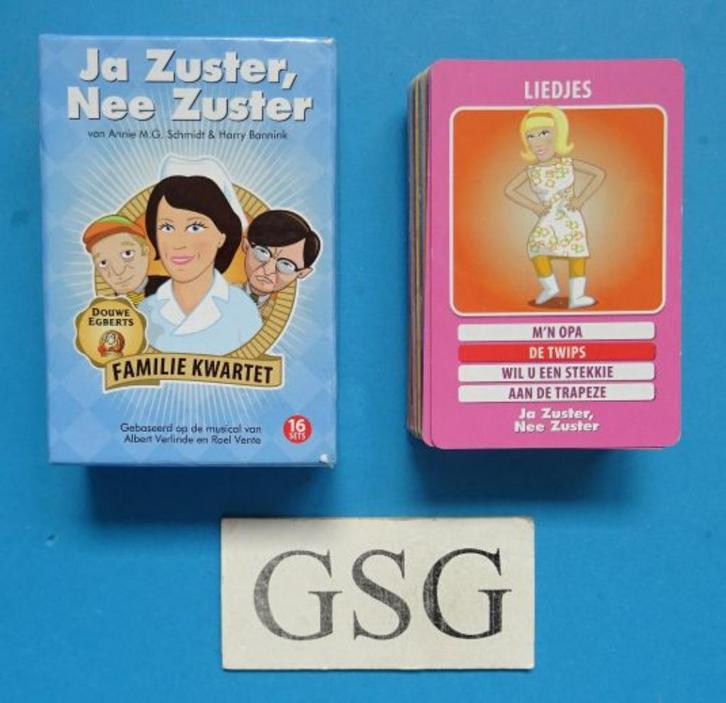 Ja Zuster,
Nee Zuster
van Annie M.G. Schmidt & Harry Bannink
DOUWE
EGBERTS
FAMILIE KWARTET
Gebaseerd op de musical van
Albert Verlinde en Roel Vente
16
SETS
LIEDJES
M'N OPA
DE TWIPS
WIL U EEN STEKKIE
AAN DE TRAPEZE
Ja Zuster,
Nee Zuster
GSG